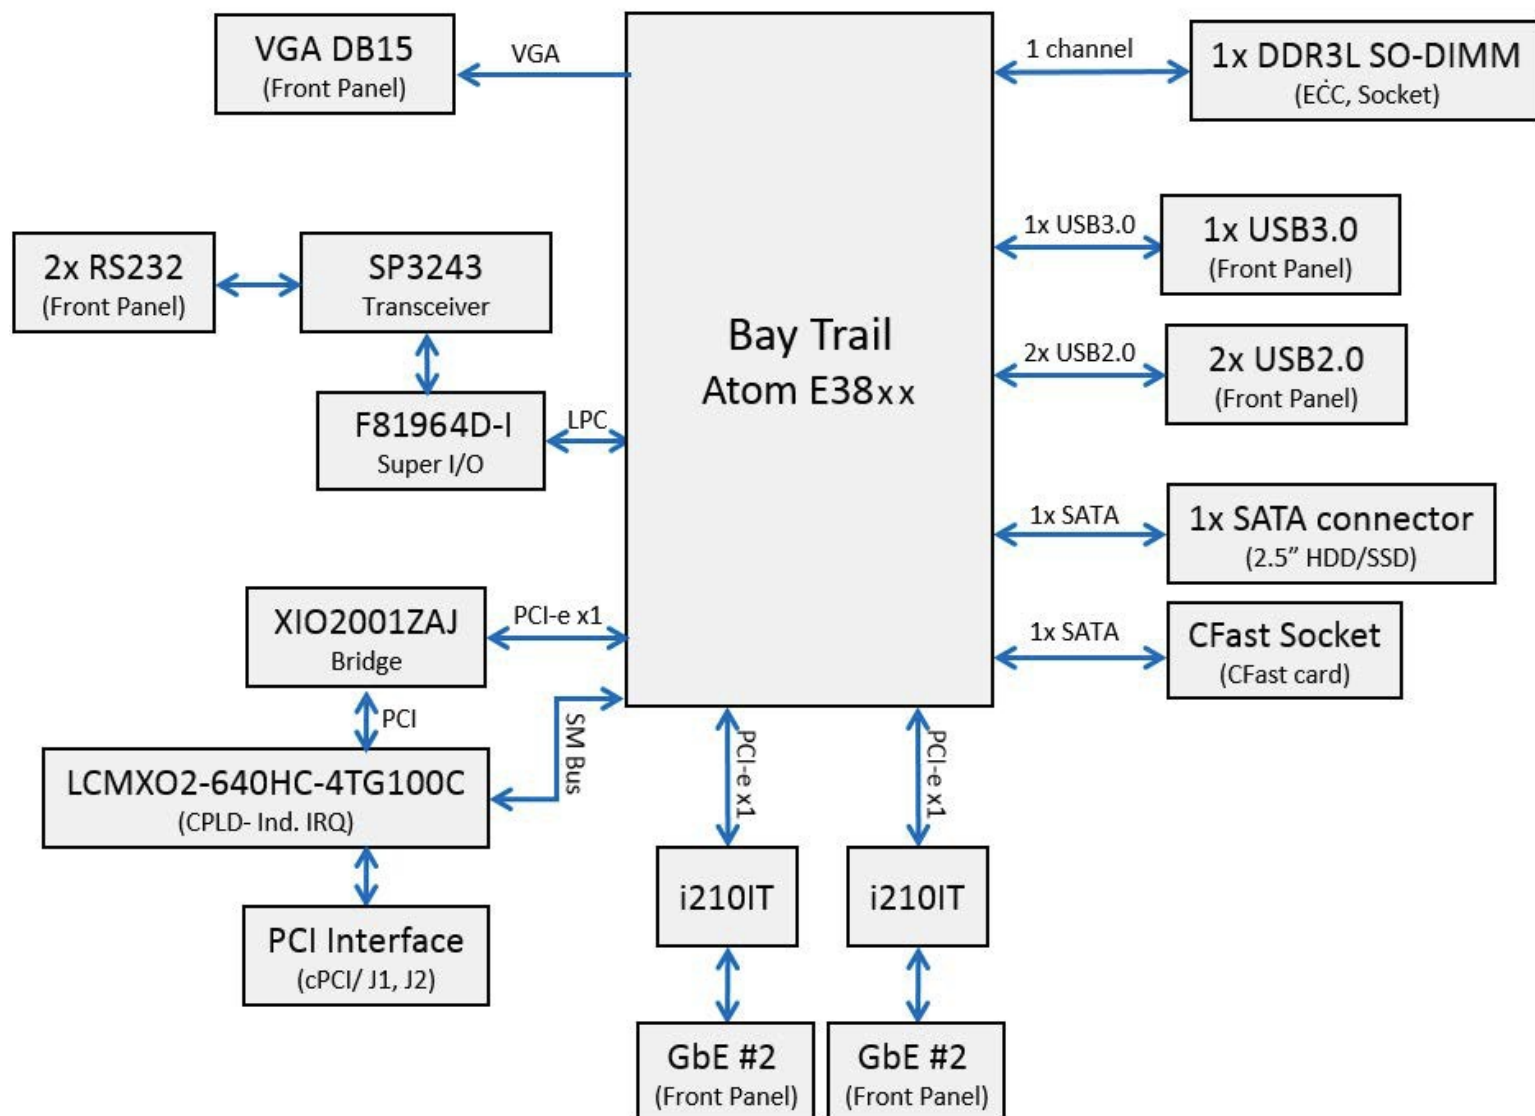 VGA DB15
(Front Panel)
VGA
1 channel
1x DDR3L SO-DIMM
(ECC, Socket)
1x USB3.0
1x USB3.0
(Front Panel)
2x RS232
(Front Panel)
SP3243
Transceiver
Bay Trail
Atom E38xx
2x USB2.0
2x USB2.0
(Front Panel)
F81964D-I
Super I/O
LPC
1x SATA
1x SATA connector
(2.5” HDD/SSD)
XIO2001ZAJ
Bridge
PCI-e x1
1x SATA
CFast Socket
(CFast card)
PCI
SM Bus
LCMXO2-640HC-4TG100C
(CPLD- Ind. IRQ)
PCI-e x1
PCI-e x1
i210IT
i210IT
PCI Interface
(cPCI/ J1, J2)
GbE #2
(Front Panel)
GbE #2
(Front Panel)